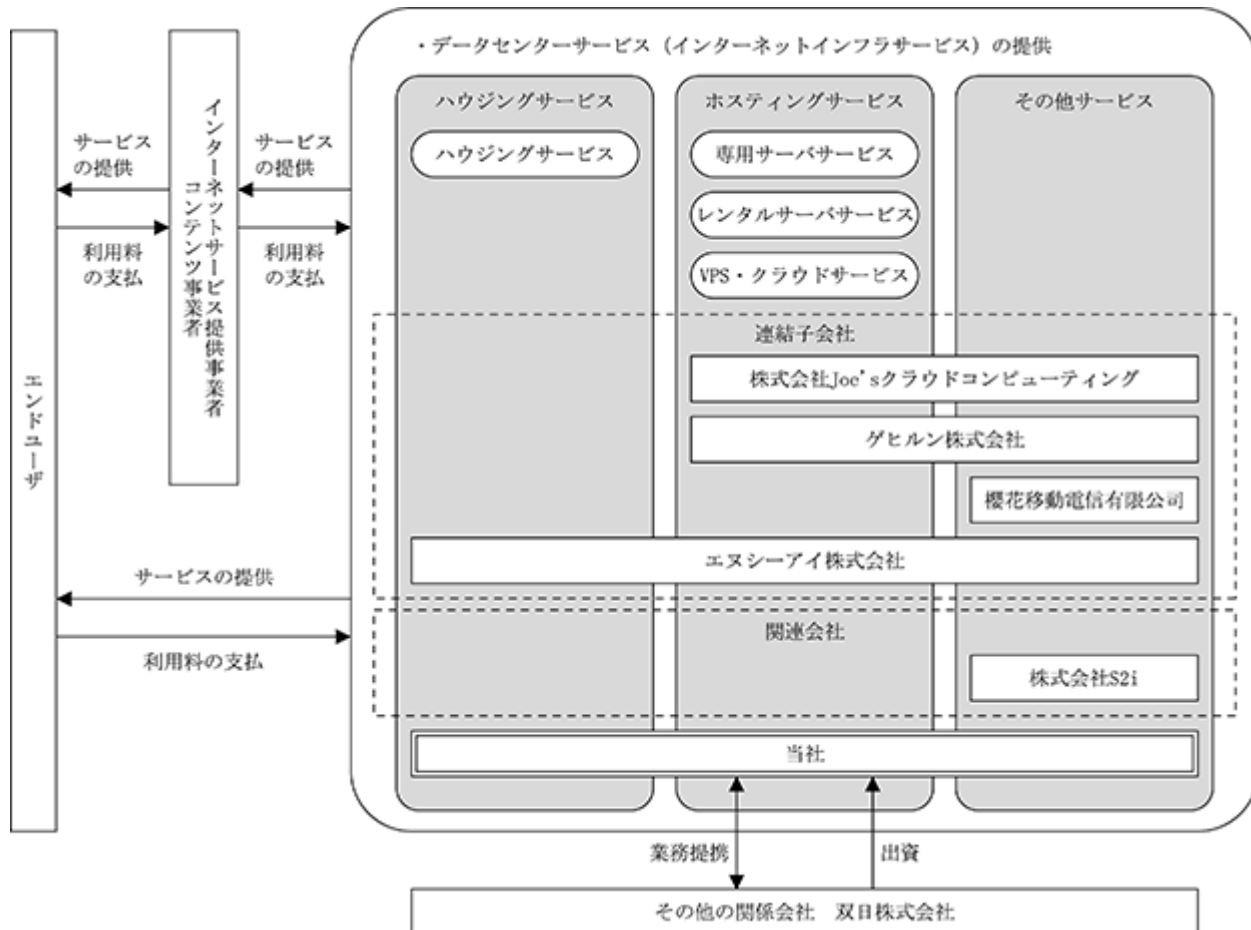 ・データセンターサービス（インターネットインフラサービス）の提供
ハウジングサービス
ホスティングサービス
その他サービス
ハウジングサービス
専用サーバサービス
レンタルサーバサービス
VPS・クラウドサービス
サービス
の提供
サービス
の提供
利用料
の支払
利用料
の支払
インターネットサービス提供事業者
コンテンツ事業者
エンドユーザ
連結子会社
株式会社Joc'sクラウドコンピューティング
ゲヒルン株式会社
櫻花移動電信有限公司
エヌシーアイ株式会社
サービスの提供
利用料の支払
関連会社
株式会社S2i
当社
業務提携
出資
その他の関係会社　双日株式会社